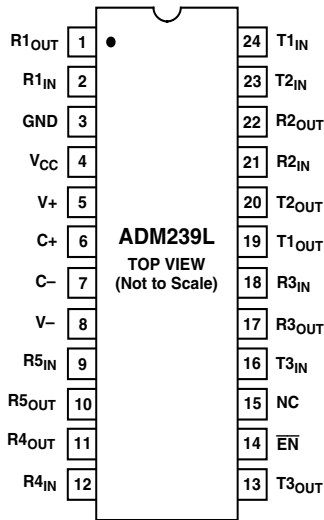 R1OUT 1 24 T1IN
R1IN 2 23 T2IN
GND 3 22 R2OUT
VCC 4 21 R2IN
V+ 5 20 T2OUT
C+ 6 ADM239L 19 T1OUT
TOP VIEW
C– 7 (Not to Scale) 18 R3IN
V– 8 17 R3OUT
R5IN 9 16 T3IN
R5OUT 10 15 NC
R4OUT 11 14 E̅N̅
R4IN 12 13 T3OUT